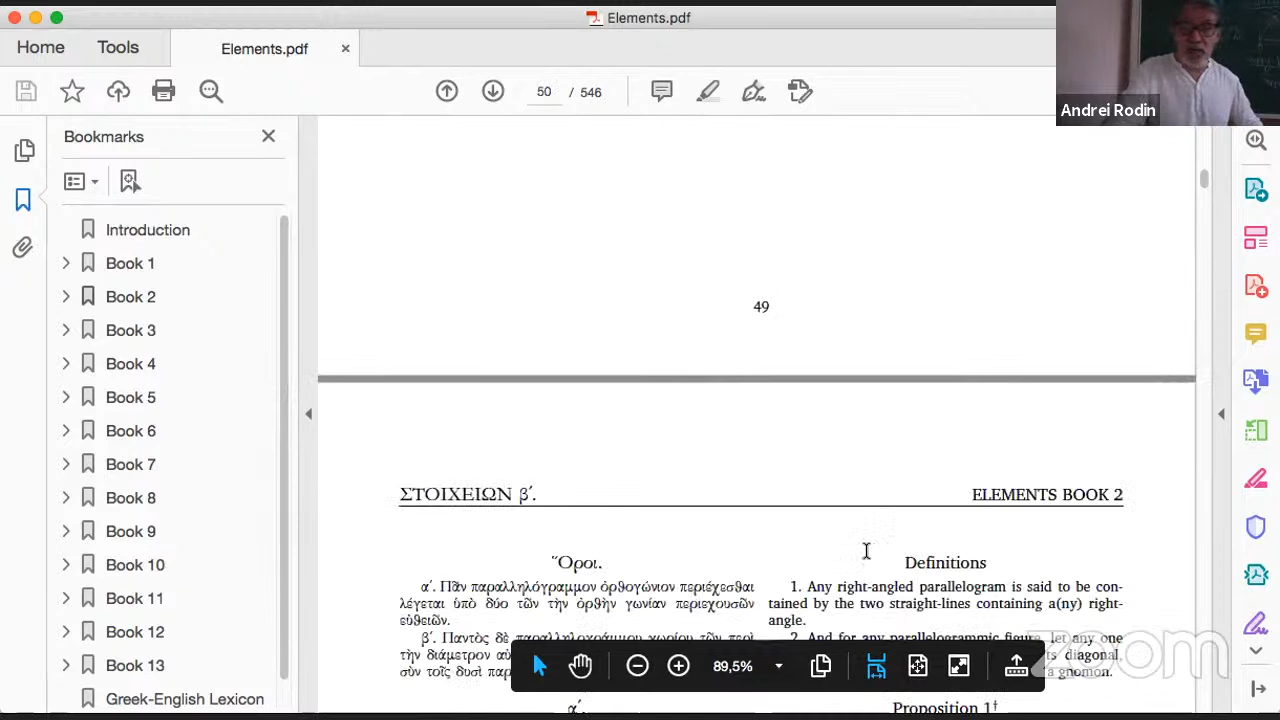 Elements.pdf
Home Tools Elements.pdf
50 / 546
Andrei Rodin
Bookmarks
Introduction
Book 1
Book 2
Book 3
Book 4
Book 5
Book 6
Book 7
Book 8
Book 9
Book 10
Book 11
Book 12
Book 13
Greek-English Lexicon
49
ΣΤΟΙΧΕΙΩΝ βʹ. ELEMENTS BOOK 2
Ὅροι.
αʹ. Πᾶν παραλληλόγραμμον ὀρθογώνιον περιέχεσθαι
λέγεται ὑπὸ δύο τῶν τὴν ὀρθὴν γωνίαν περιεχουσῶν
εὐθειῶν.
βʹ. Παντὸς δὲ παραλληλογράμμου χωρίου τῶν περὶ
τὴν διάμετρον
σὺν τοῖς δυσὶ
αʹ.
Definitions
1. Any right-angled parallelogram is said to be con-
tained by the two straight-lines containing a(ny) right-
angle.
2. And for any parallelogrammic figure, let any one
diagonal,
a gnomon.
Proposition 1†
89,5%
zoom